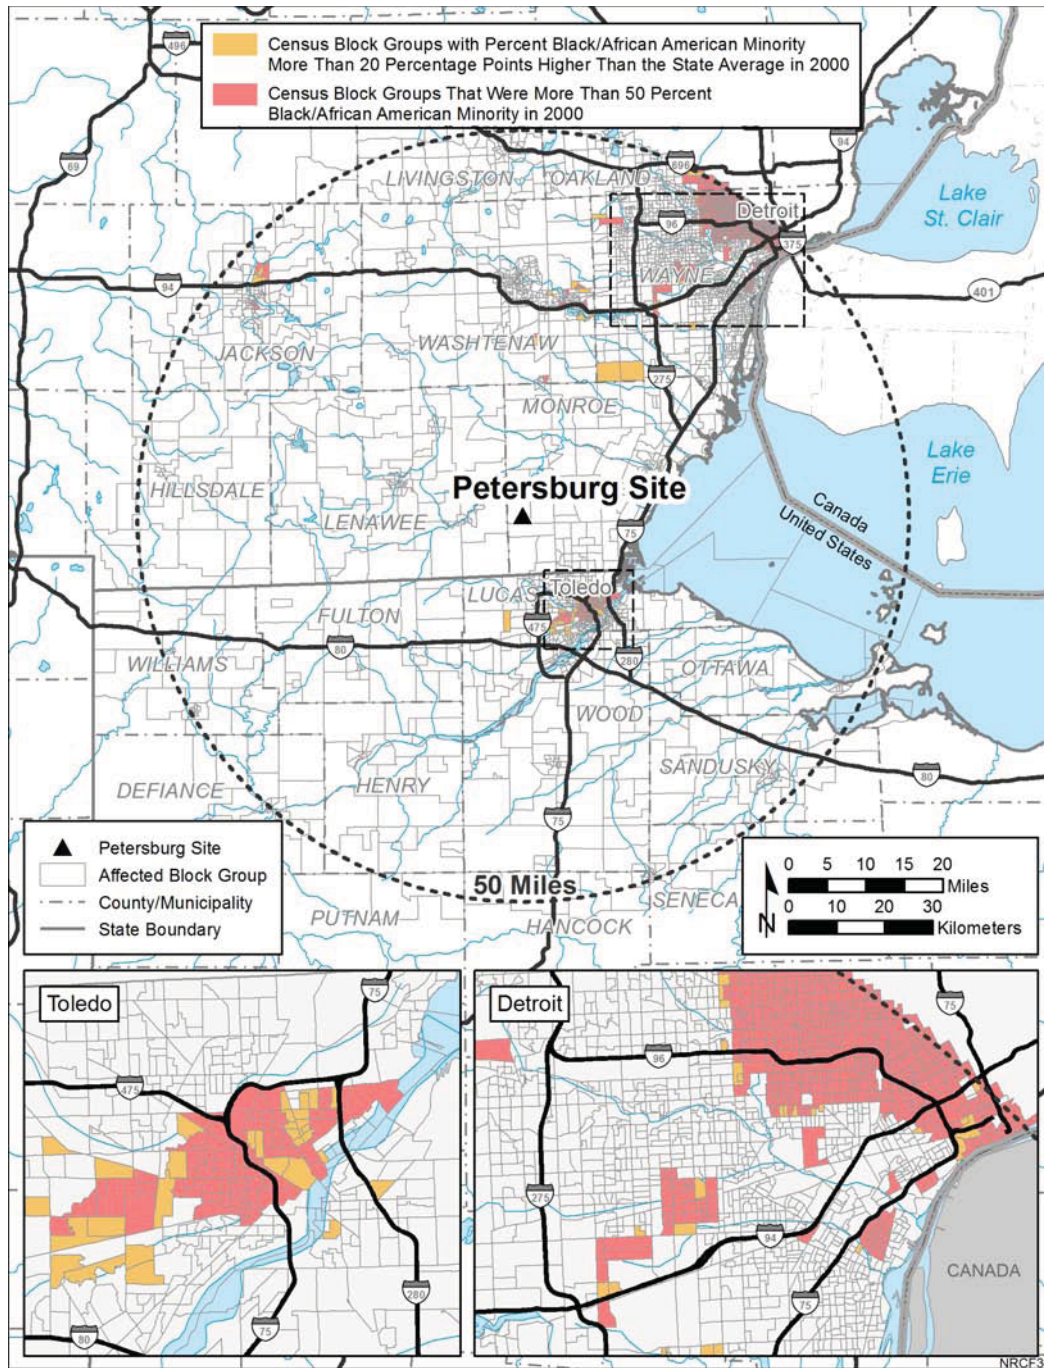 Census Block Groups with Percent Black/African American Minority
More Than 20 Percentage Points Higher Than the State Average in 2000
Census Block Groups That Were More Than 50 Percent
Black/African American Minority in 2000
496
69
94
696
LIVINGSTON
OAKLAND
Detroit
96
375
Lake
St. Clair
94
WAYNE
401
JACKSON
WASHTENAW
275
MONROE
Lake
Erie
HILLSDALE
LENAWEE
Petersburg Site
75
Canada
United States
LUCAS
Toledo
FULTON
475
80
WILLIAMS
280
OTTAWA
WOOD
DEFIANCE
HENRY
SANDUSKY
80
75
50 Miles
SENECA
PUTNAM
HANCOCK
Petersburg Site
Affected Block Group
County/Municipality
State Boundary
0 5 10 15 20
Miles
N
0 10 20 30
Kilometers
Toledo
75
475
280
80
75
Detroit
75
96
275
94
75
CANADA
NRCF3